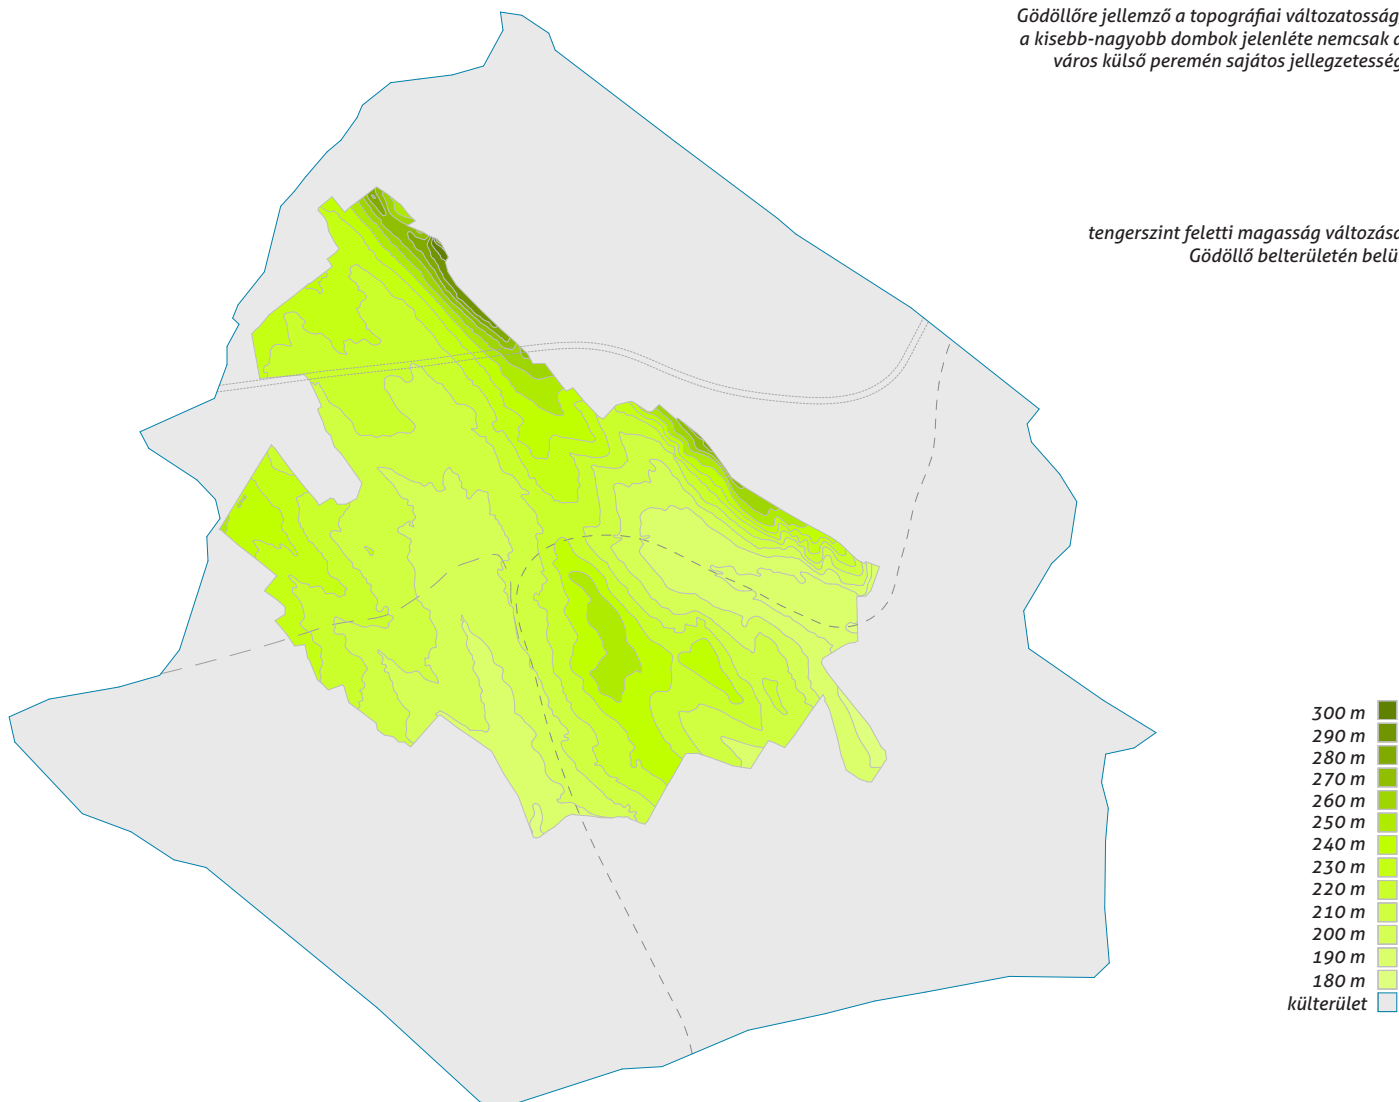 Gödöllőre jellemző a topográfiai változatosság
a kisebb-nagyobb dombok jelenléte nemcsak a
város külső peremén sajátos jellegzetesség
tengerszint feletti magasság változása
Gödöllő belterületén belül
300 m
290 m
280 m
270 m
260 m
250 m
240 m
230 m
220 m
210 m
200 m
190 m
180 m
külterület